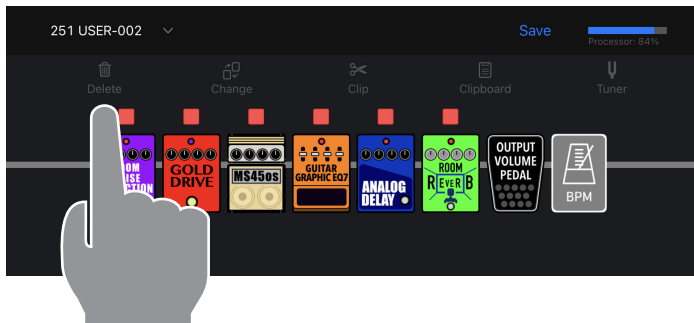 251 USER-002
Save
Processor: 84%
Delete
Change
Clip
Clipboard
Tuner
GOLD
DRIVE
MS45os
GUITAR
GRAPHIC EQ7
ANALOG
DELAY
ROOM
R EVER B
OUTPUT
VOLUME
PEDAL
BPM